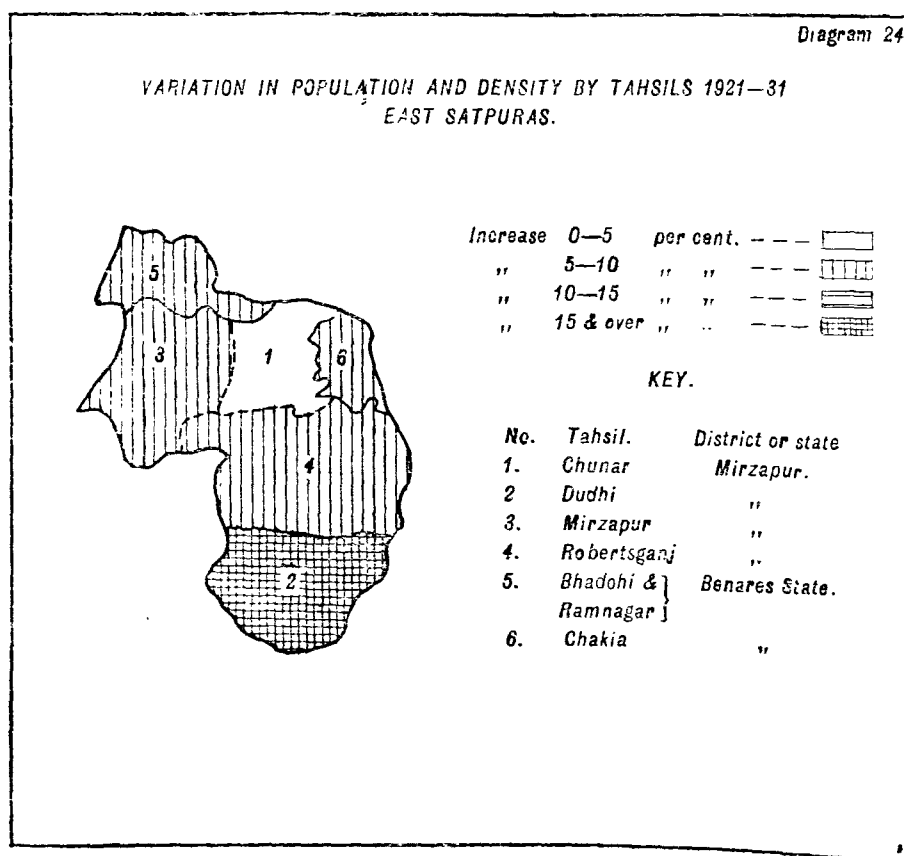 Diagram 24
VARIATION IN POPULATION AND DENSITY BY TAHSILS 1921—31
EAST SATPURAS.
Increase 0—5 per cent. - - -
" 5—10 " " - - -
" 10—15 " " - - -
" 15 & over " " - - -
5
3
1
6
4
2
KEY.
No. Tahsil. District or state
1. Chunar Mirzapur.
2 Dudhi "
3. Mirzapur "
4. Robertsganj "
5. Bhadohi & } Benares State.
Ramnagar }
6. Chakia "